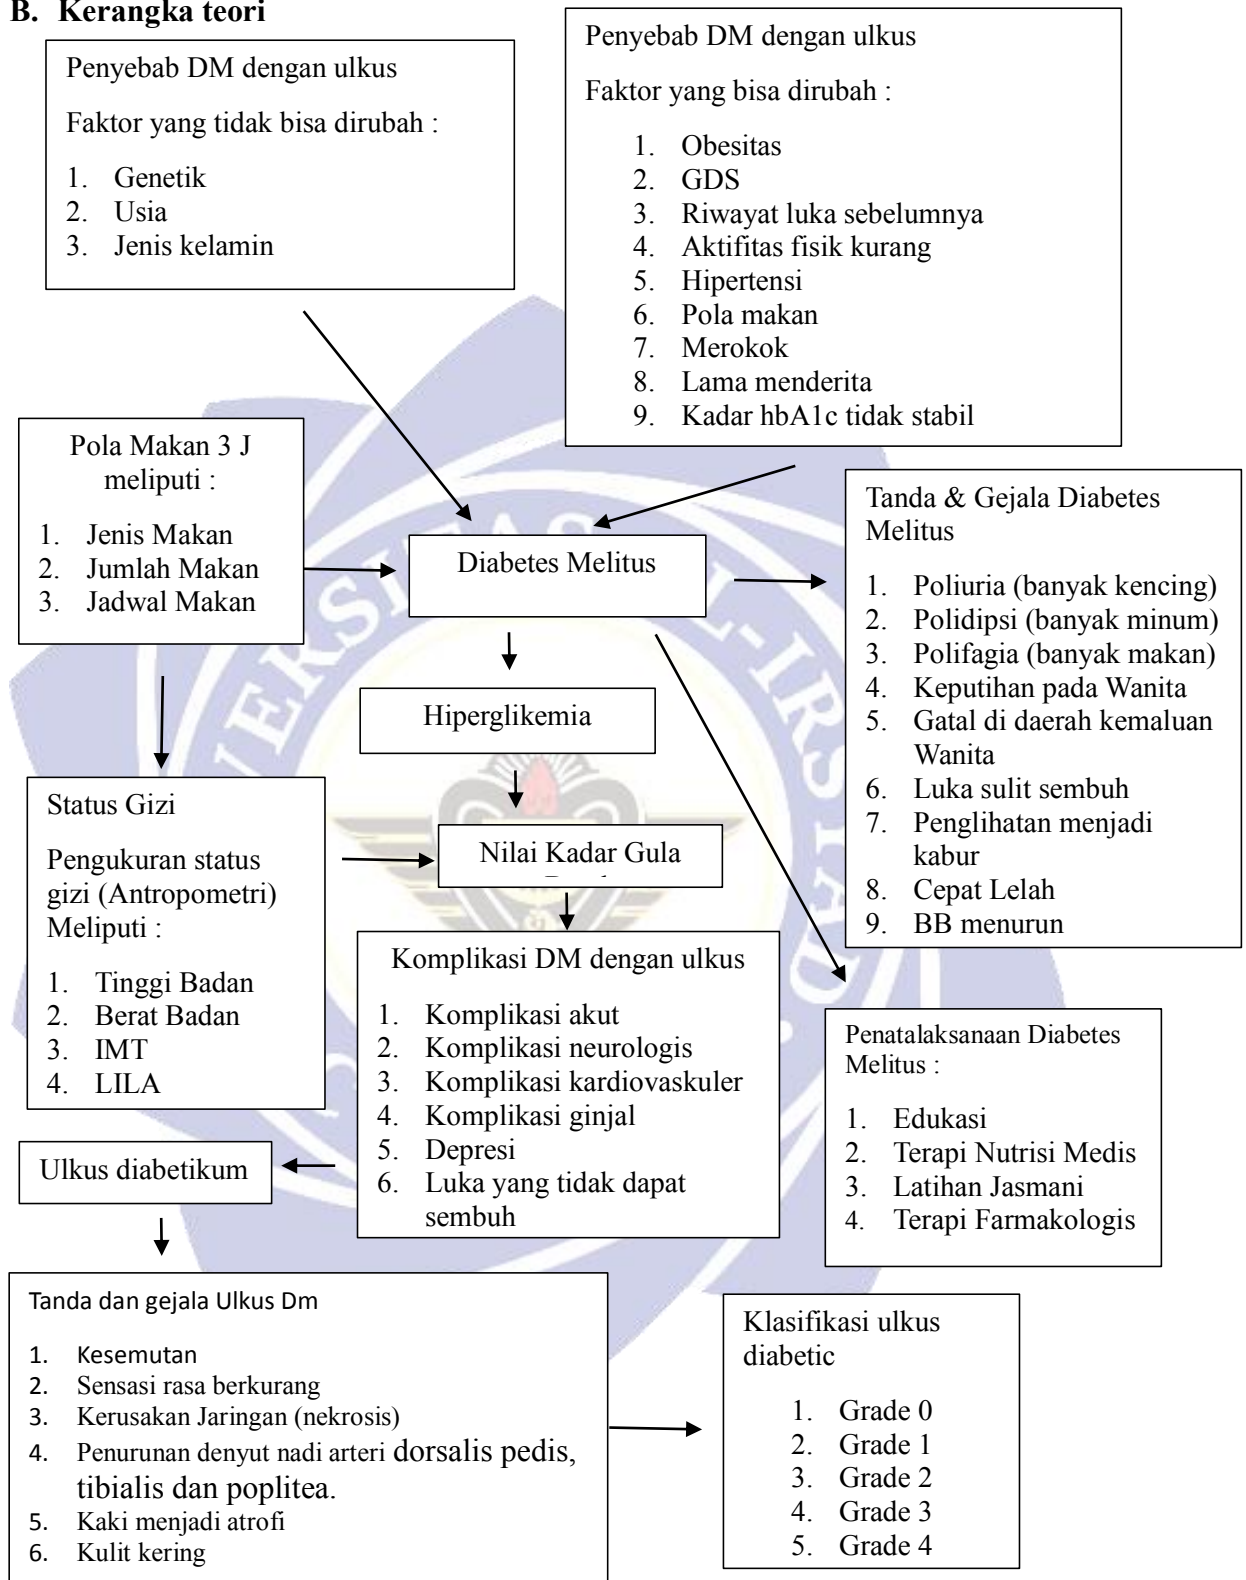 B. Kerangka teori
Penyebab DM dengan ulkus
Faktor yang tidak bisa dirubah :
1. Genetik
2. Usia
3. Jenis kelamin
Penyebab DM dengan ulkus
Faktor yang bisa dirubah :
1. Obesitas
2. GDS
3. Riwayat luka sebelumnya
4. Aktifitas fisik kurang
5. Hipertensi
6. Pola makan
7. Merokok
8. Lama menderita
9. Kadar hbA1c tidak stabil
Pola Makan 3 J
meliputi :
1. Jenis Makan
2. Jumlah Makan
3. Jadwal Makan
Diabetes Melitus
Tanda & Gejala Diabetes
Melitus
1. Poliuria (banyak kencing)
2. Polidipsi (banyak minum)
3. Polifagia (banyak makan)
4. Keputihan pada Wanita
5. Gatal di daerah kemaluan
Wanita
6. Luka sulit sembuh
7. Penglihatan menjadi
kabur
8. Cepat Lelah
9. BB menurun
Hiperglikemia
Nilai Kadar Gula
Status Gizi
Pengukuran status
gizi (Antropometri)
Meliputi :
1. Tinggi Badan
2. Berat Badan
3. IMT
4. LILA
Komplikasi DM dengan ulkus
1. Komplikasi akut
2. Komplikasi neurologis
3. Komplikasi kardiovaskuler
4. Komplikasi ginjal
5. Depresi
6. Luka yang tidak dapat
sembuh
Penatalaksanaan Diabetes
Melitus :
1. Edukasi
2. Terapi Nutrisi Medis
3. Latihan Jasmani
4. Terapi Farmakologis
Ulkus diabetikum
Tanda dan gejala Ulkus Dm
1. Kesemutan
2. Sensasi rasa berkurang
3. Kerusakan Jaringan (nekrosis)
4. Penurunan denyut nadi arteri dorsalis pedis,
tibialis dan poplitea.
5. Kaki menjadi atrofi
6. Kulit kering
Klasifikasi ulkus
diabetic
1. Grade 0
2. Grade 1
3. Grade 2
4. Grade 3
5. Grade 4